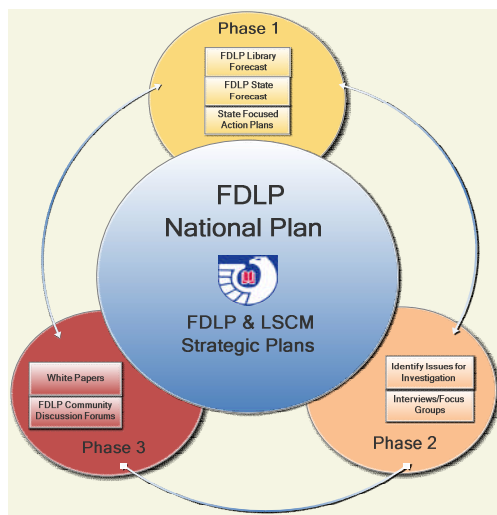 Phase 1
FDLP Library
Forecast
FDLP State
Forecast
State Focused
Action Plans
FDLP
National Plan
FDLP & LSCM
Strategic Plans
White Papers
FDLP Community
Discussion Forums
Phase 3
Identify Issues for
Investigation
Interviews/Focus
Groups
Phase 2